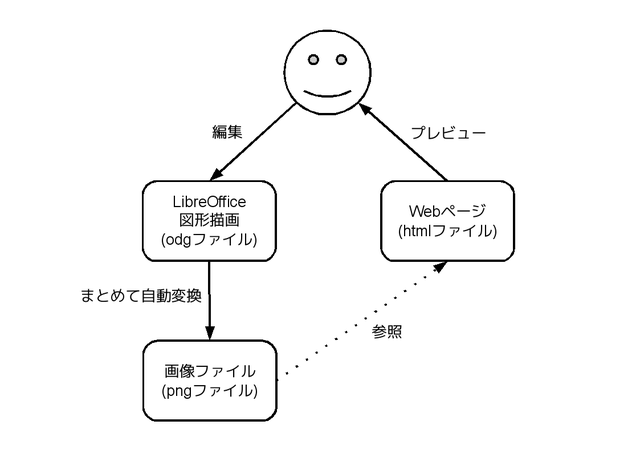 編集
プレビュー
LibreOffice
図形描画
(odgファイル)
Webページ
(htmlファイル)
まとめて自動変換
参照
画像ファイル
(pngファイル)